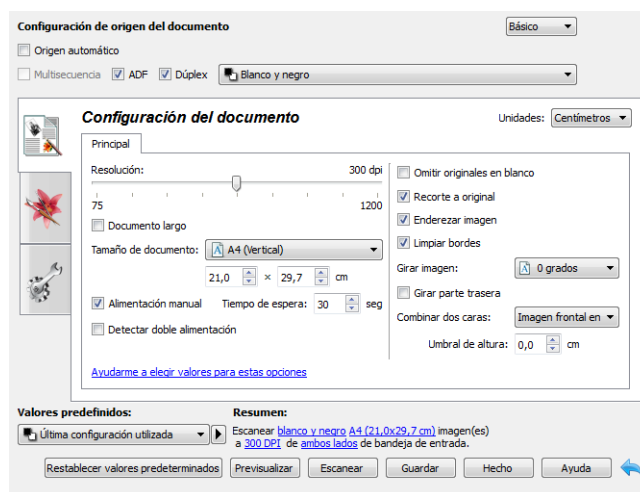 Configuración de origen del documento
Básico
Origen automático
Multisecuencia ADF Dúplex Blanco y negro
Configuración del documento
Unidades: Centímetros
Principal
Resolución: 300 dpi
75 1200
Documento largo
Tamaño de documento: A4 (Vertical)
21,0 × 29,7 cm
Alimentación manual Tiempo de espera: 30 seg
Detectar doble alimentación
Ayudarme a elegir valores para estas opciones
Omitir originales en blanco
Recorte a original
Enderezar imagen
Limpiar bordes
Girar imagen: 0 grados
Girar parte trasera
Combinar dos caras: Imagen frontal en
Umbral de altura: 0,0 cm
Valores predefinidos:
Última configuración utilizada
Resumen:
Escanear blanco y negro A4 (21,0x29,7 cm) imagen(es)
a 300 DPI de ambos lados de bandeja de entrada.
Restablecer valores predeterminados Previsualizar Escanear Guardar Hecho Ayuda